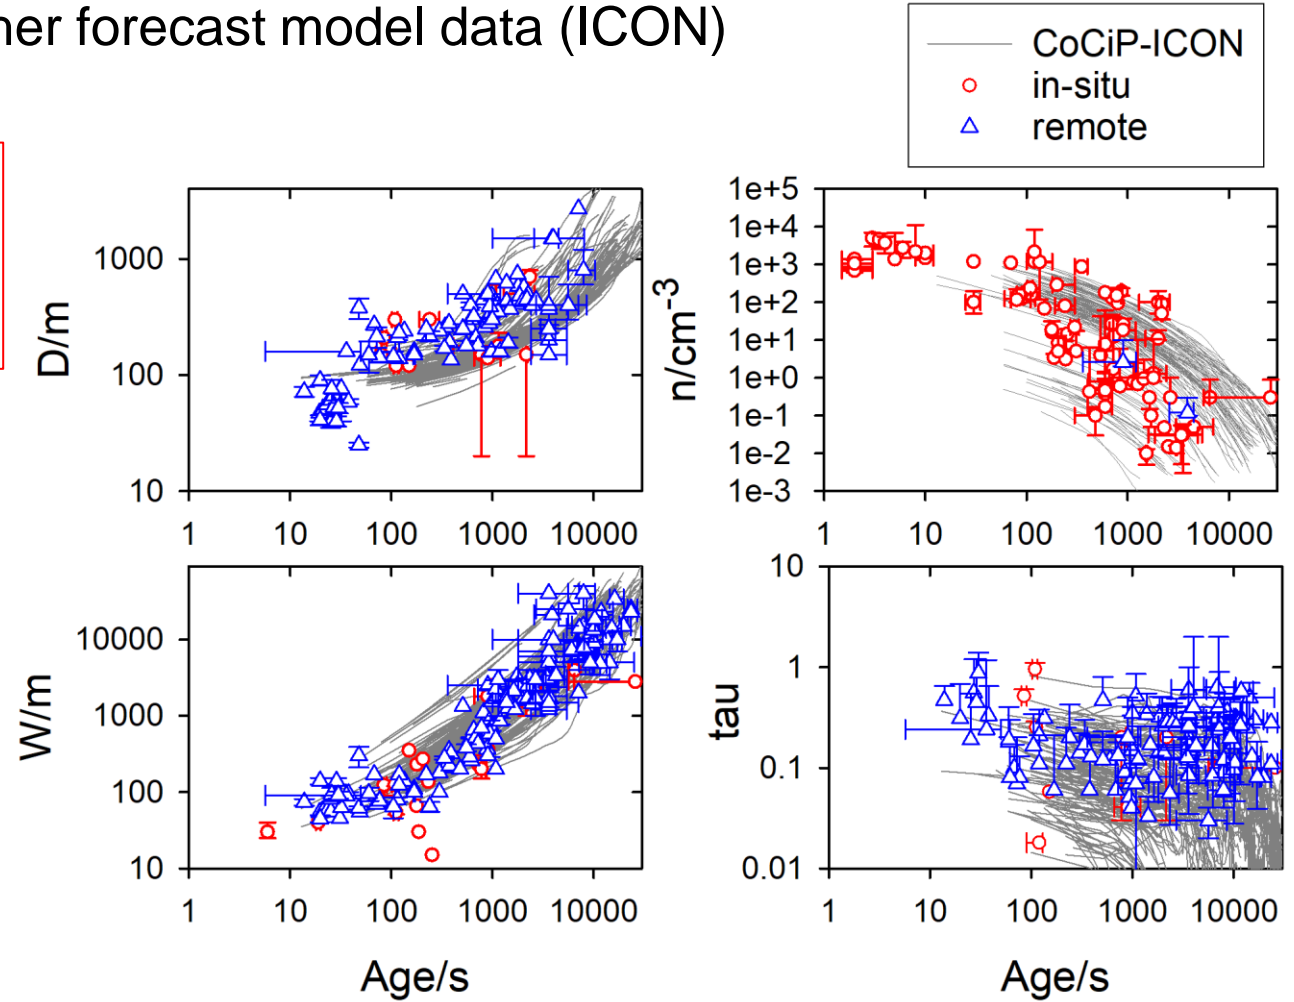 ner forecast model data (ICON)
CoCiP-ICON
in-situ
remote
D/m
1000
100
10
1 10 100 1000 10000
n/cm-3
1e+5
1e+4
1e+3
1e+2
1e+1
1e+0
1e-1
1e-2
1e-3
1 10 100 1000 10000
W/m
10000
1000
100
10
1 10 100 1000 10000
Age/s
tau
10
1
0.1
0.01
1 10 100 1000 10000
Age/s